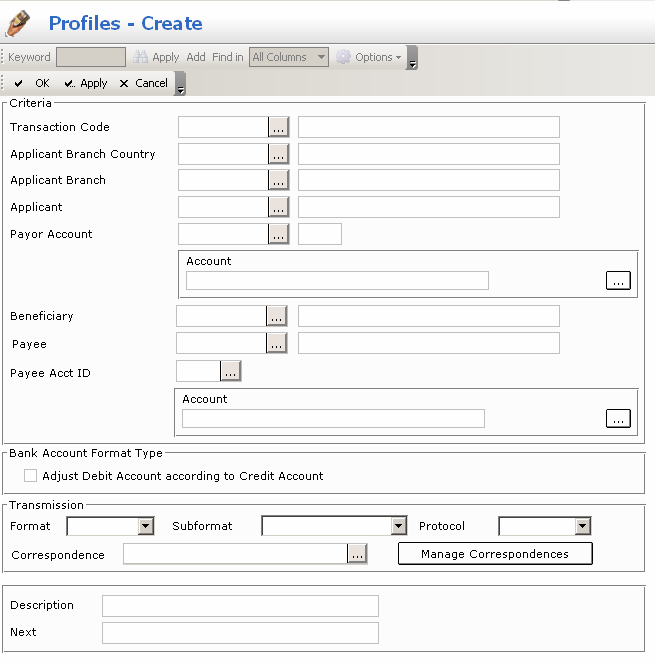 Profiles - Create
Keyword Apply Add Find in All Columns Options
OK Apply Cancel
Criteria
Transaction Code ...
Applicant Branch Country ...
Applicant Branch ...
Applicant ...
Payor Account ...
Account
...
Beneficiary ...
Payee ...
Payee Acct ID ...
Account
...
Bank Account Format Type
Adjust Debit Account according to Credit Account
Transmission
Format Subformat Protocol
Correspondence ... Manage Correspondences
Description
Next